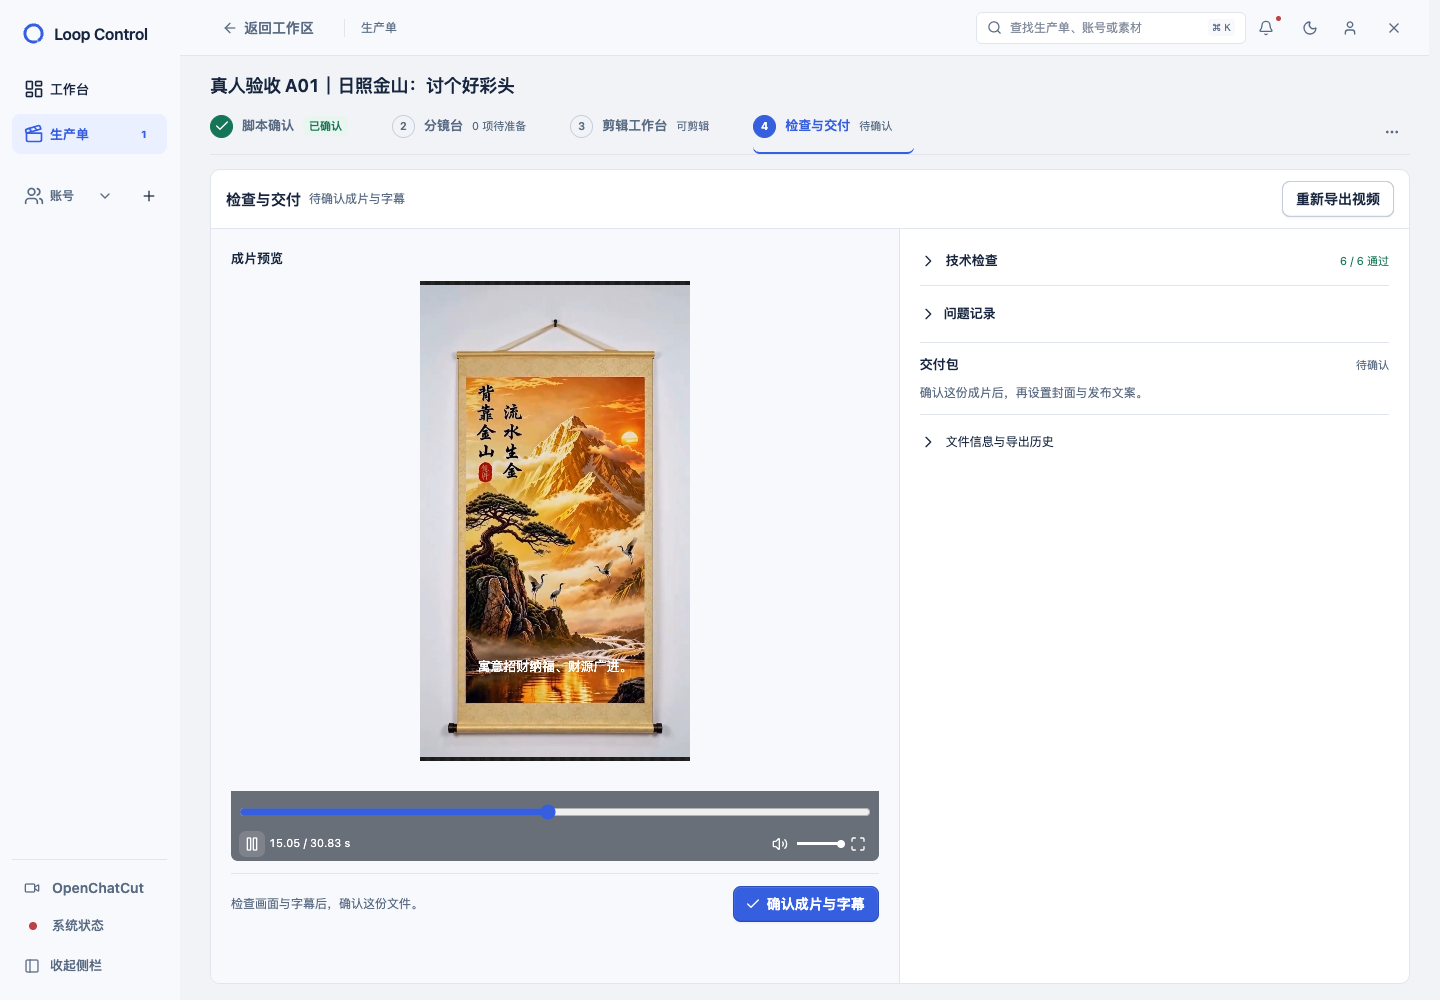 Loop Control
返回工作区
生产单
查找生产单、账号或素材
⌘ K
工作台
生产单
1
账号
真人验收 A01｜日照金山：讨个好彩头
脚本确认 已确认
2 分镜台 0 项待准备
3 剪辑工作台 可剪辑
4 检查与交付 待确认
检查与交付 待确认成片与字幕
重新导出视频
成片预览
背靠金山
流水生金
寓意招财纳福、财源广进。
15.05 / 30.83 s
检查画面与字幕后，确认这份文件。
确认成片与字幕
技术检查
6 / 6 通过
问题记录
交付包
待确认
确认这份成片后，再设置封面与发布文案。
文件信息与导出历史
OpenChatCut
系统状态
收起侧栏